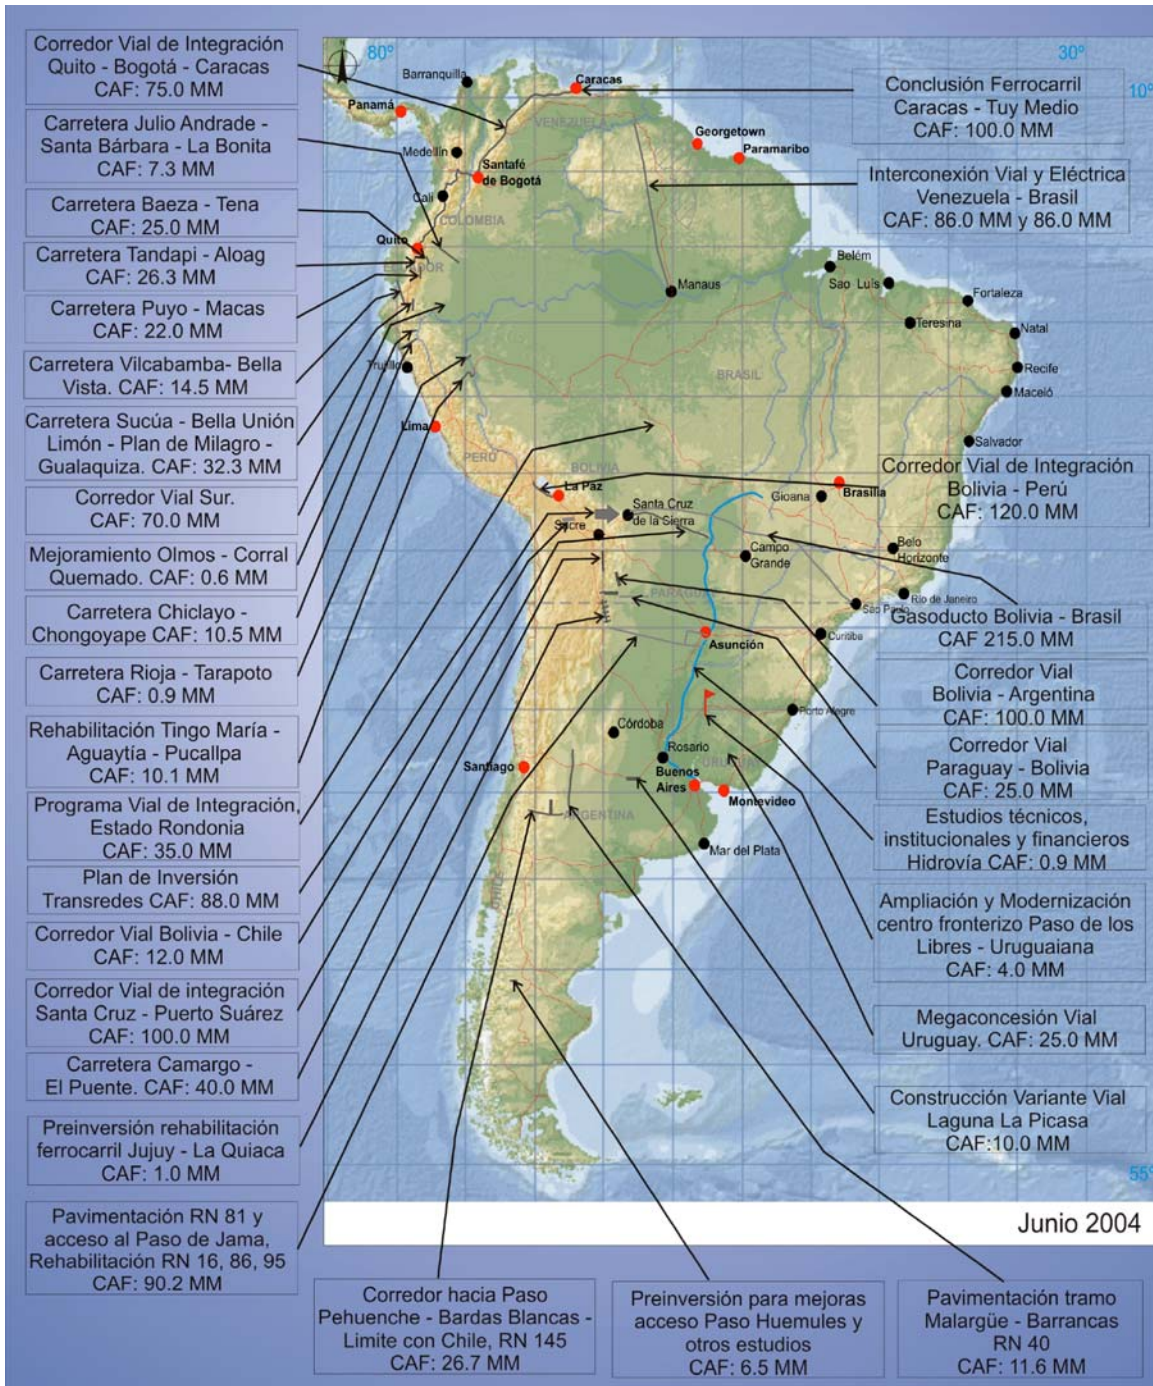 Corredor Vial de Integración
Quito - Bogotá - Caracas
CAF: 75.0 MM
Carretera Julio Andrade -
Santa Bárbara - La Bonita
CAF: 7.3 MM
Carretera Baeza - Tena
CAF: 25.0 MM
Carretera Tandapi - Aloag
CAF: 26.3 MM
Carretera Puyo - Macas
CAF: 22.0 MM
Carretera Vilcabamba- Bella
Vista. CAF: 14.5 MM
Carretera Sucúa - Bella Unión
Limón - Plan de Milagro -
Gualaquiza. CAF: 32.3 MM
Corredor Vial Sur.
CAF: 70.0 MM
Mejoramiento Olmos - Corral
Quemado. CAF: 0.6 MM
Carretera Chiclayo -
Chongoyape CAF: 10.5 MM
Carretera Rioja - Tarapoto
CAF: 0.9 MM
Rehabilitación Tingo María -
Aguaytía - Pucallpa
CAF: 10.1 MM
Programa Vial de Integración,
Estado Rondonia
CAF: 35.0 MM
Plan de Inversión
Transredes CAF: 88.0 MM
Corredor Vial Bolivia - Chile
CAF: 12.0 MM
Corredor Vial de integración
Santa Cruz - Puerto Suárez
CAF: 100.0 MM
Carretera Camargo -
El Puente. CAF: 40.0 MM
Preinversión rehabilitación
ferrocarril Jujuy - La Quiaca
CAF: 1.0 MM
Pavimentación RN 81 y
acceso al Paso de Jama,
Rehabilitación RN 16, 86, 95
CAF: 90.2 MM
80º
30º
10º
55º
Barranquilla
Caracas
Panamá
VENEZUELA
Georgetown
Paramaribo
Medellín
Santafé
de Bogotá
Cali
COLOMBIA
Quito
ECUADOR
Belém
Sao Luís
Manaus
Fortaleza
Teresina
Natal
Trujillo
BRASIL
Recife
Maceió
Lima
PERÚ
Salvador
BOLIVIA
La Paz
Gioana
Brasilia
Santa Cruz
de la Sierra
Sucre
Belo
Horizonte
Campo
Grande
PARAGUAY
Rio de Janeiro
Sao Paulo
Asunción
Curitiba
Porto Alegre
Córdoba
Rosario
URUGUAY
Santiago
Buenos
Aires
Montevideo
ARGENTINA
Mar del Plata
CHILE
Conclusión Ferrocarril
Caracas - Tuy Medio
CAF: 100.0 MM
Interconexión Vial y Eléctrica
Venezuela - Brasil
CAF: 86.0 MM y 86.0 MM
Corredor Vial de Integración
Bolivia - Perú
CAF: 120.0 MM
Gasoducto Bolivia - Brasil
CAF 215.0 MM
Corredor Vial
Bolivia - Argentina
CAF: 100.0 MM
Corredor Vial
Paraguay - Bolivia
CAF: 25.0 MM
Estudios técnicos,
institucionales y financieros
Hidrovía CAF: 0.9 MM
Ampliación y Modernización
centro fronterizo Paso de los
Libres - Uruguaiana
CAF: 4.0 MM
Megaconcesión Vial
Uruguay. CAF: 25.0 MM
Construcción Variante Vial
Laguna La Picasa
CAF:10.0 MM
Junio 2004
Corredor hacia Paso
Pehuenche - Bardas Blancas -
Limite con Chile, RN 145
CAF: 26.7 MM
Preinversión para mejoras
acceso Paso Huemules y
otros estudios
CAF: 6.5 MM
Pavimentación tramo
Malargüe - Barrancas
RN 40
CAF: 11.6 MM